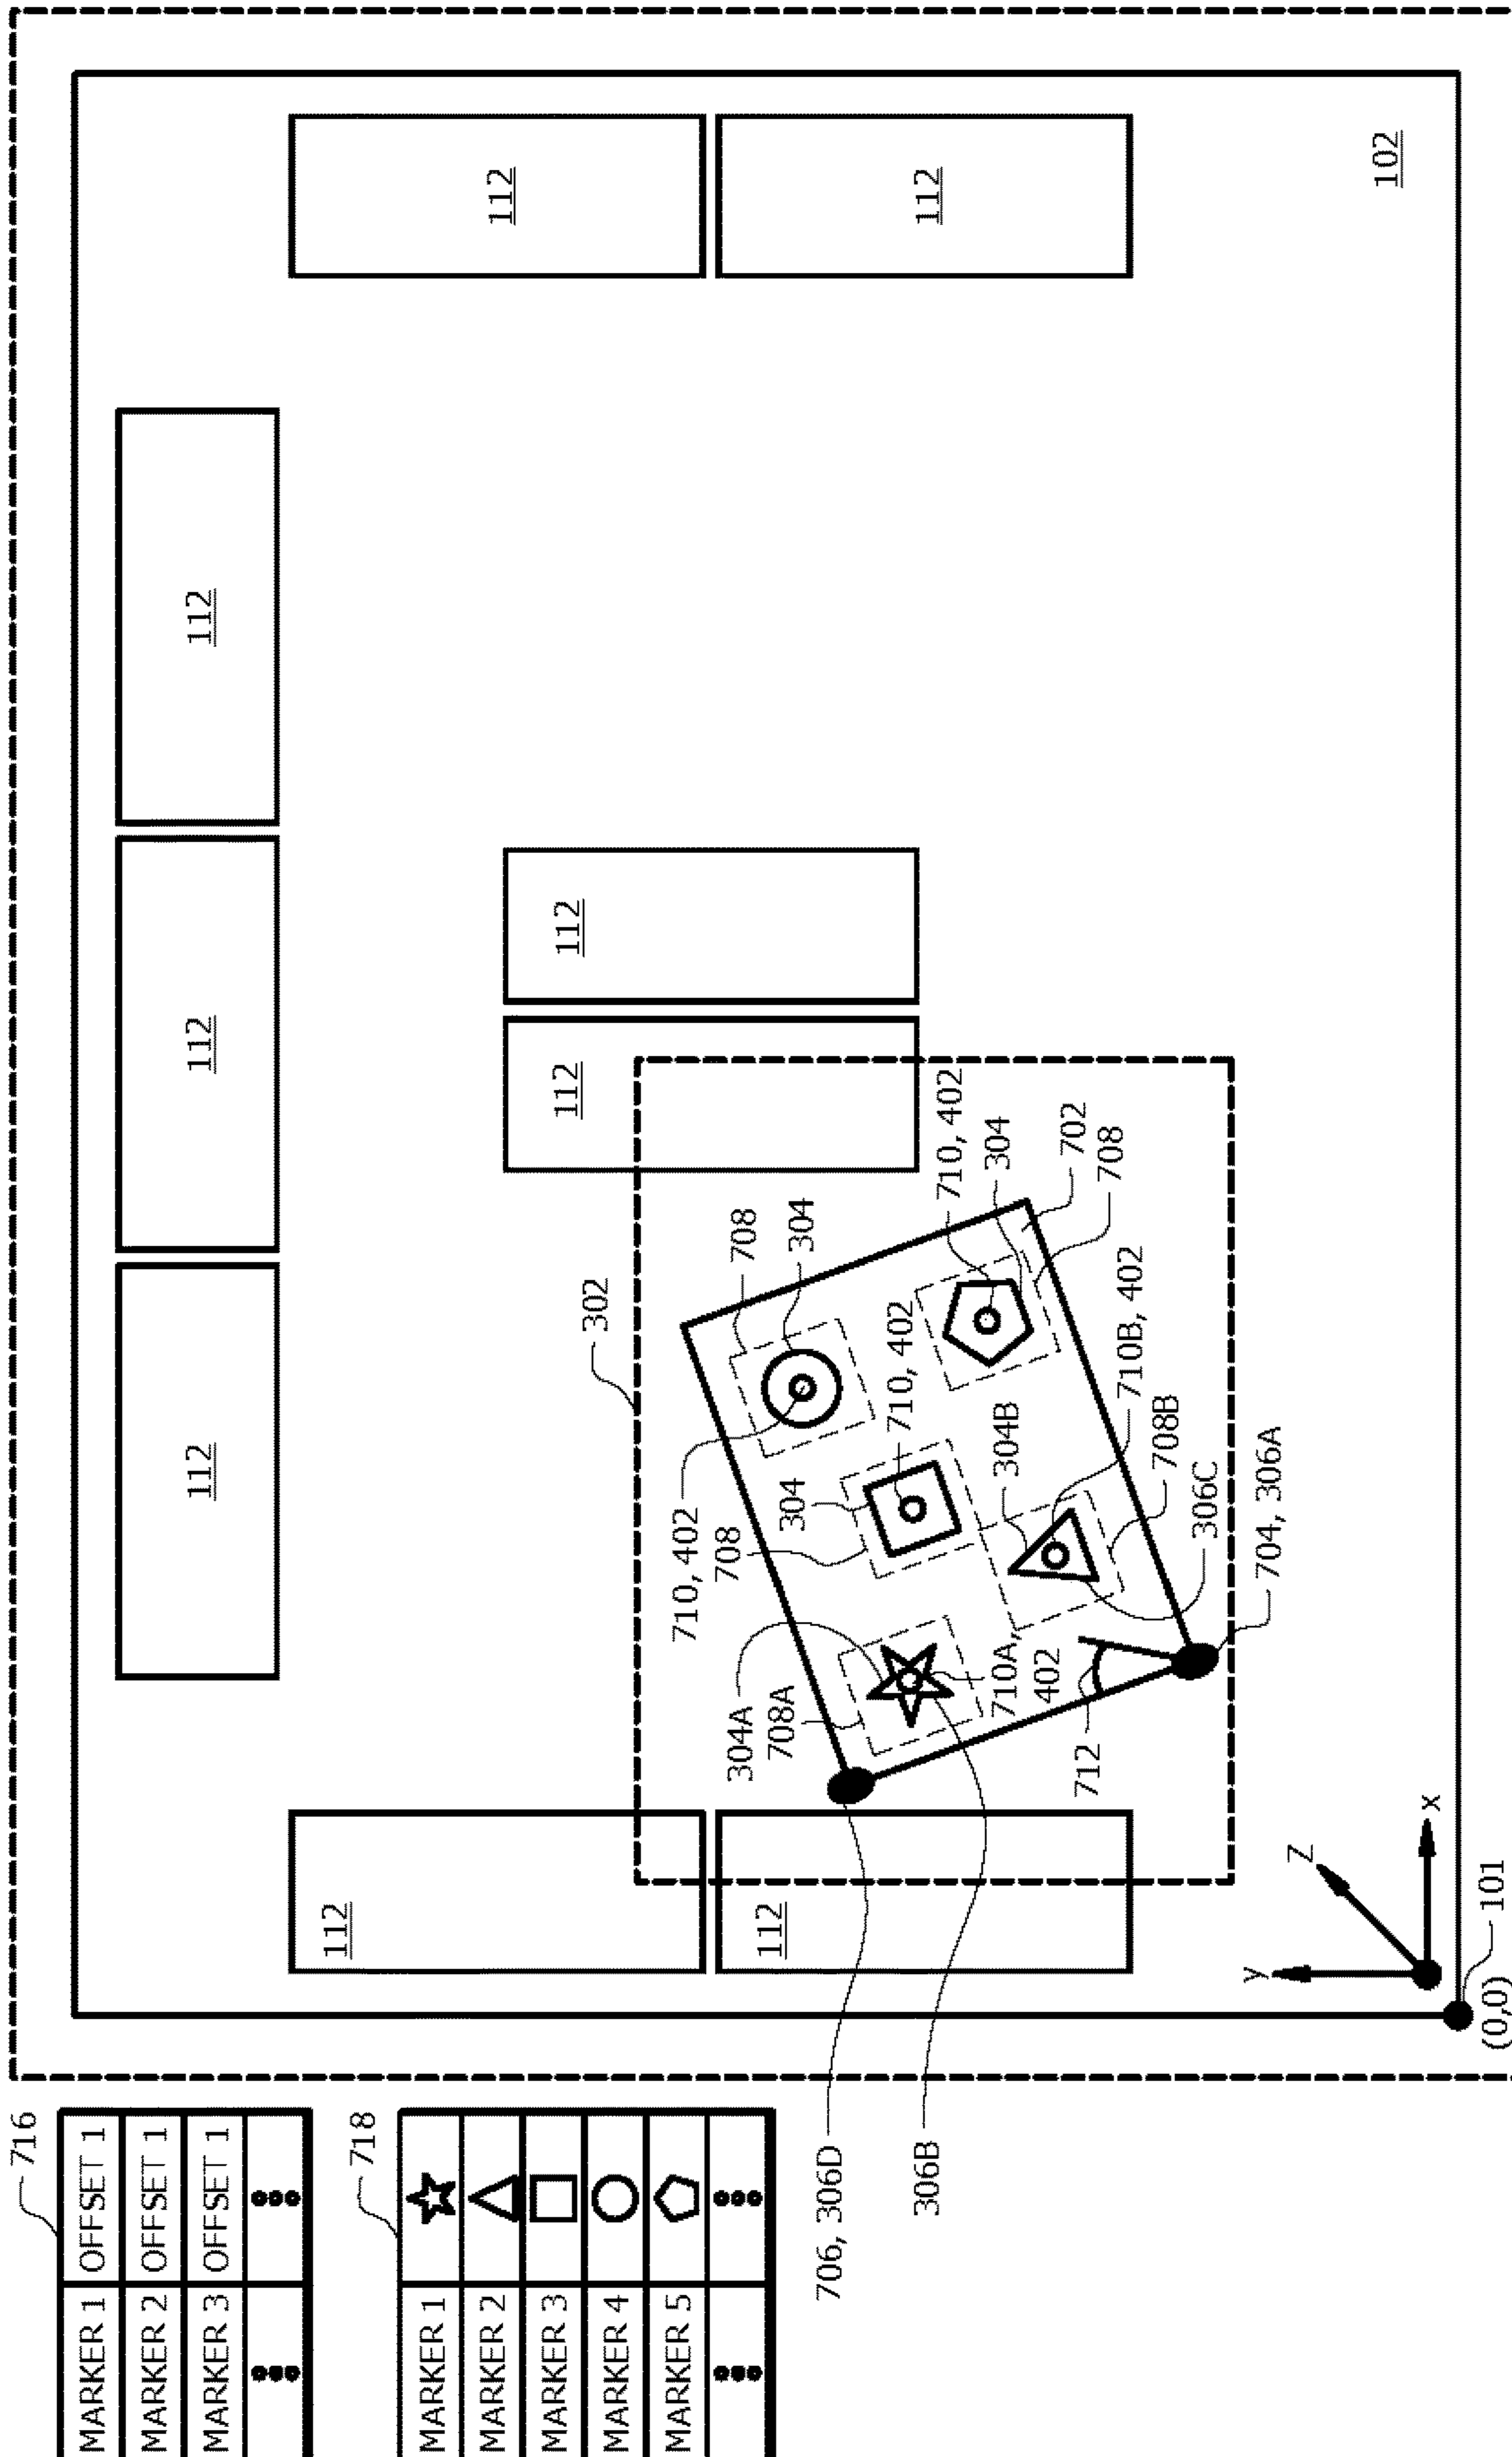 716
MARKER 1 OFFSET 1
MARKER 2 OFFSET 1
MARKER 3 OFFSET 1
718
MARKER 1
MARKER 2
MARKER 3
MARKER 4
MARKER 5
706, 306D
306B
112
112
112
112
112
112
112
112
112
302
710, 402
708
304
708
304
710, 402
710, 402
304
702
708
304A
708A
304
710A,
402
304B
710B, 402
708B
306C
704, 306A
712
y
Z
x
101
(0,0)
102